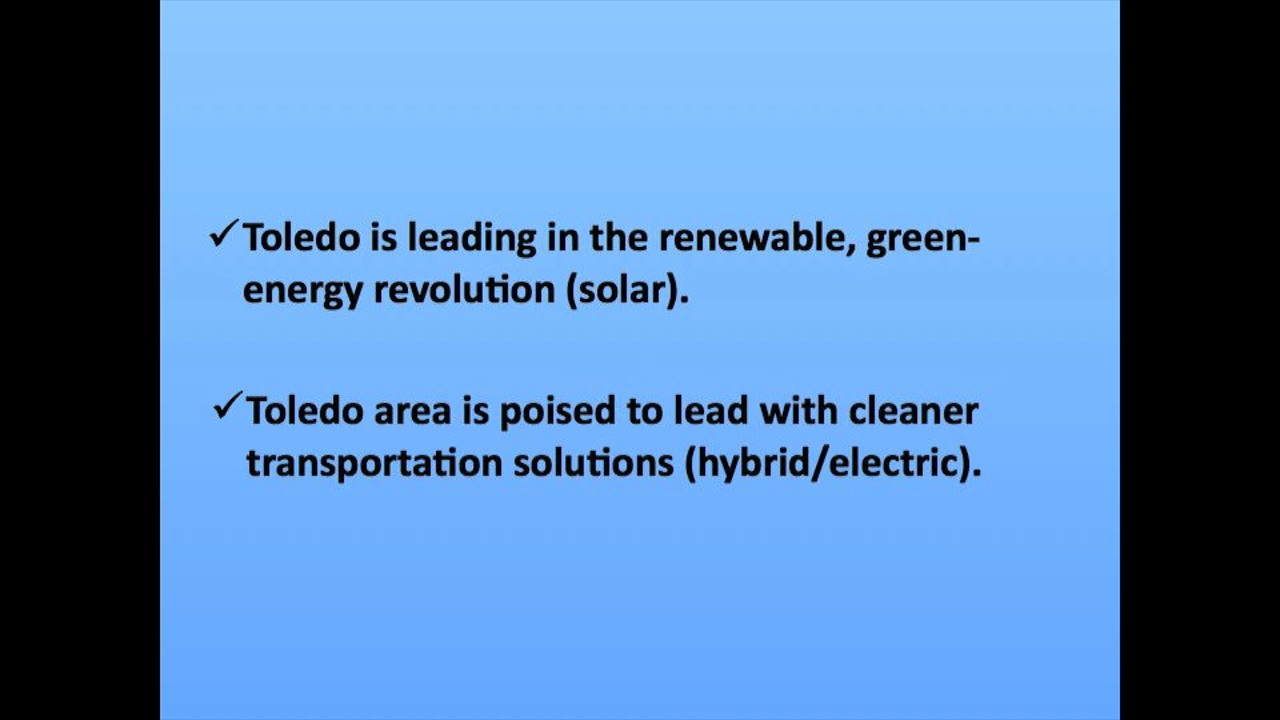 ✓Toledo is leading in the renewable, green-
energy revolution (solar).
✓Toledo area is poised to lead with cleaner
transportation solutions (hybrid/electric).